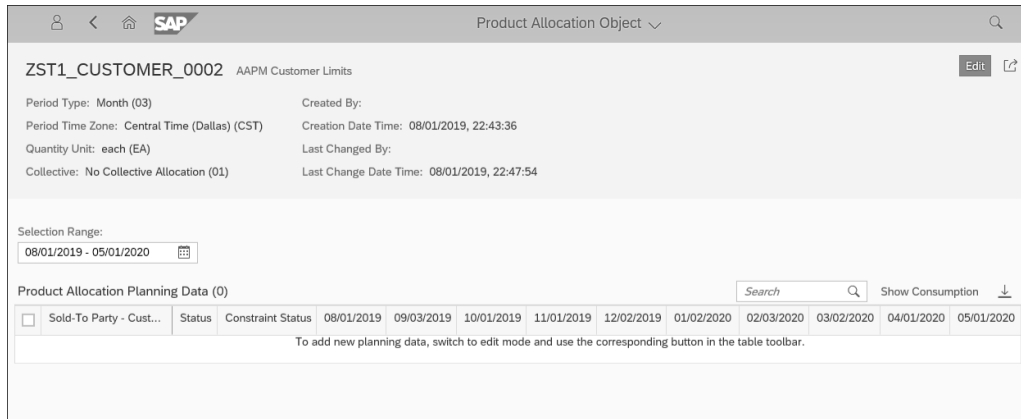 SAP Product Allocation Object
ZST1_CUSTOMER_0002 AAPM Customer Limits Edit
Period Type: Month (03) Created By:
Period Time Zone: Central Time (Dallas) (CST) Creation Date Time: 08/01/2019, 22:43:36
Quantity Unit: each (EA) Last Changed By:
Collective: No Collective Allocation (01) Last Change Date Time: 08/01/2019, 22:47:54
Selection Range:
08/01/2019 - 05/01/2020
Product Allocation Planning Data (0) Search Show Consumption
Sold-To Party - Cust... Status Constraint Status 08/01/2019 09/03/2019 10/01/2019 11/01/2019 12/02/2019 01/02/2020 02/03/2020 03/02/2020 04/01/2020 05/01/2020
To add new planning data, switch to edit mode and use the corresponding button in the table toolbar.